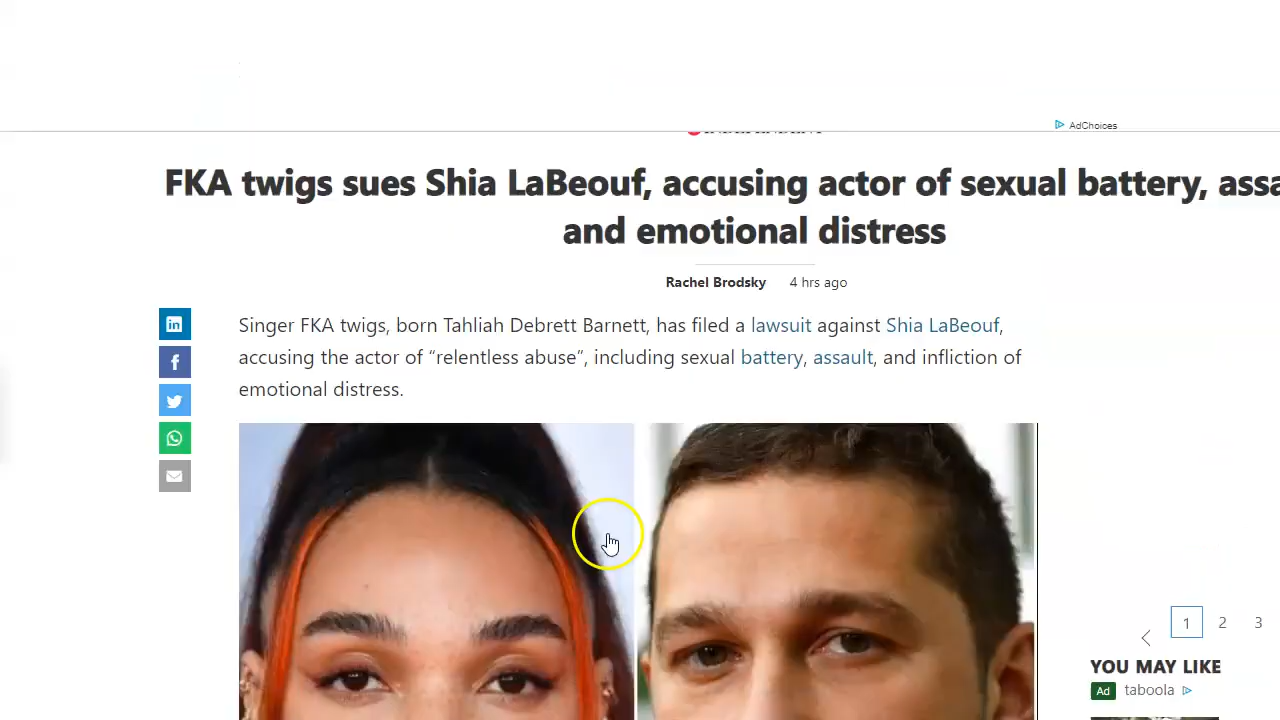 AdChoices
FKA twigs sues Shia LaBeouf, accusing actor of sexual battery,
and emotional distress
Rachel Brodsky 4 hrs ago
Singer FKA twigs, born Tahliah Debrett Barnett, has filed a lawsuit against Shia LaBeouf,
accusing the actor of “relentless abuse”, including sexual battery, assault, and infliction of
emotional distress.
1 2 3
YOU MAY LIKE
Ad taboola